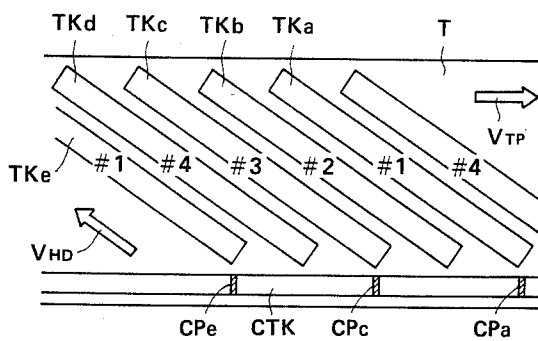 TKd TKc TKb TKa T
VTP
#1 #4 #3 #2 #1 #4
TKe
VHD
CPe CTK CPc CPa